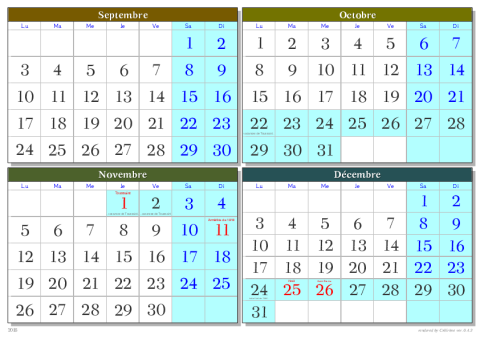 Septembre
Lu Ma Me Je Ve Sa Di
1 2
3 4 5 6 7 8 9
10 11 12 13 14 15 16
17 18 19 20 21 22 23
24 25 26 27 28 29 30
Octobre
Lu Ma Me Je Ve Sa Di
1 2 3 4 5 6 7
8 9 10 11 12 13 14
15 16 17 18 19 20 21
22 23 24 25 26 27 28
29 30 31
Novembre
Lu Ma Me Je Ve Sa Di
Toussaint
1 2 3 4
5 6 7 8 9 10 11
12 13 14 15 16 17 18
19 20 21 22 23 24 25
26 27 28 29 30
Décembre
Lu Ma Me Je Ve Sa Di
1 2
3 4 5 6 7 8 9
10 11 12 13 14 15 16
17 18 19 20 21 22 23
24 25 26 27 28 29 30
31